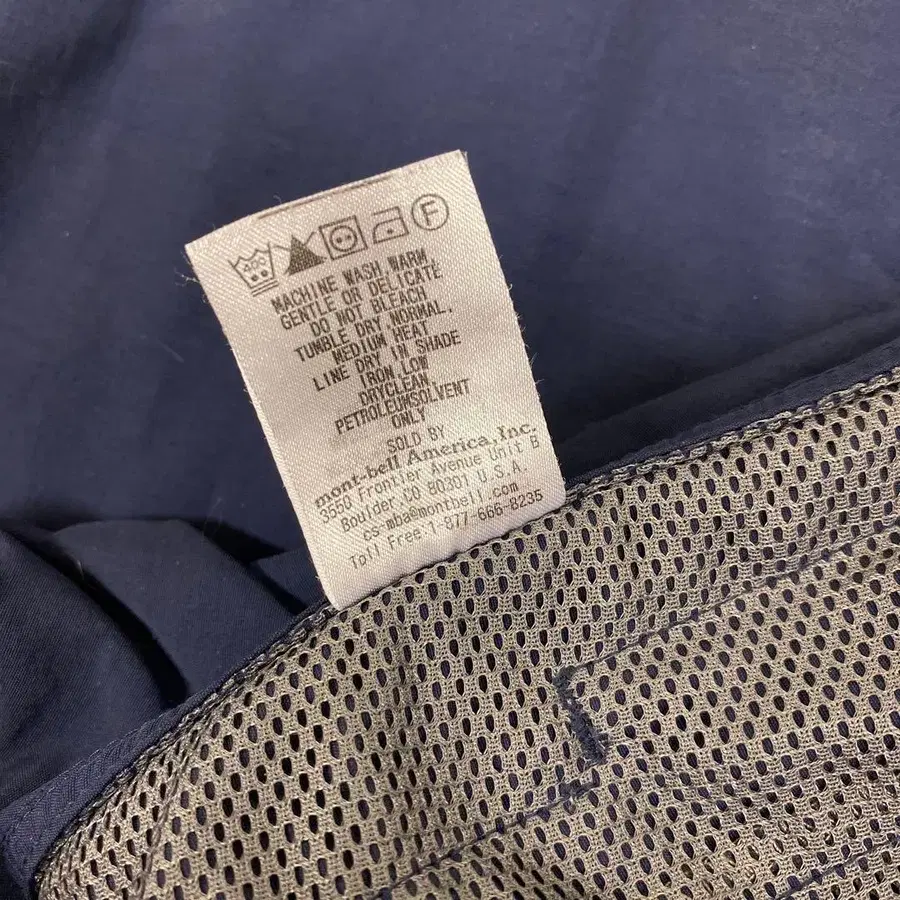 40
F
MACHINE WASH WARM,
GENTLE OR DELICATE
DO NOT BLEACH
TUMBLE DRY NORMAL,
MEDIUM HEAT
LINE DRY IN SHADE
IRON LOW
DRYCLEAN,
PETROLEUMSOLVENT
ONLY
SOLD BY
mont-bell America,Inc.
3550 Frontier Avenue Unit B
Boulder,CO 80301 U.S.A.
cs-mba@montbell.com
Toll Free:1-877-666-8235